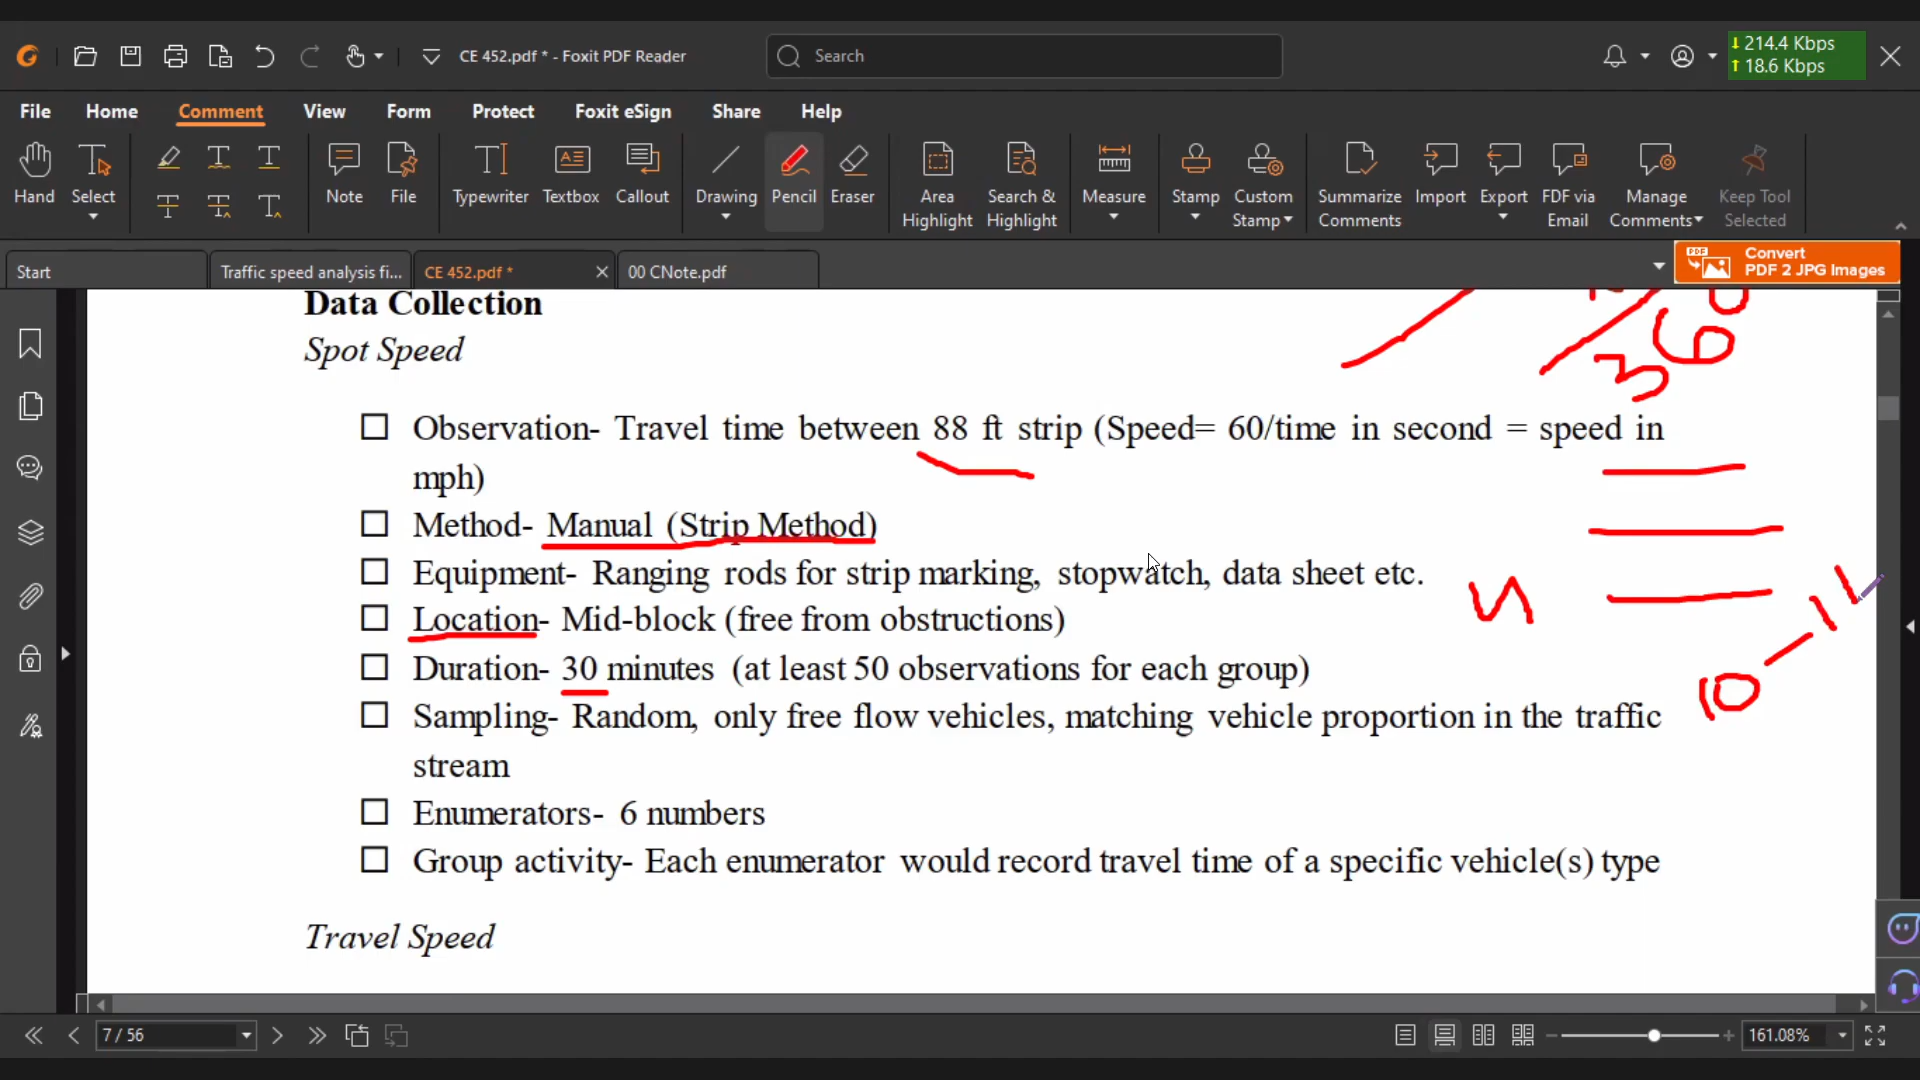 CE 452.pdf * - Foxit PDF Reader
Search
214.4 Kbps
18.6 Kbps
File Home Comment View Form Protect Foxit eSign Share Help
Hand Select Note File Typewriter Textbox Callout Drawing Pencil Eraser Area Highlight Search & Highlight Measure Stamp Custom Stamp Summarize Comments Import Export FDF via Email Manage Comments Keep Tool Selected
Start Traffic speed analysis fi... CE 452.pdf * 00 CNote.pdf
Convert
PDF 2 JPG Images
Data Collection
Spot Speed
Observation- Travel time between 88 ft strip (Speed= 60/time in second = speed in
mph)
Method- Manual (Strip Method)
Equipment- Ranging rods for strip marking, stopwatch, data sheet etc.
Location- Mid-block (free from obstructions)
Duration- 30 minutes (at least 50 observations for each group)
Sampling- Random, only free flow vehicles, matching vehicle proportion in the traffic
stream
Enumerators- 6 numbers
Group activity- Each enumerator would record travel time of a specific vehicle(s) type
Travel Speed
60
3
10 - 11
7 / 56
161.08%